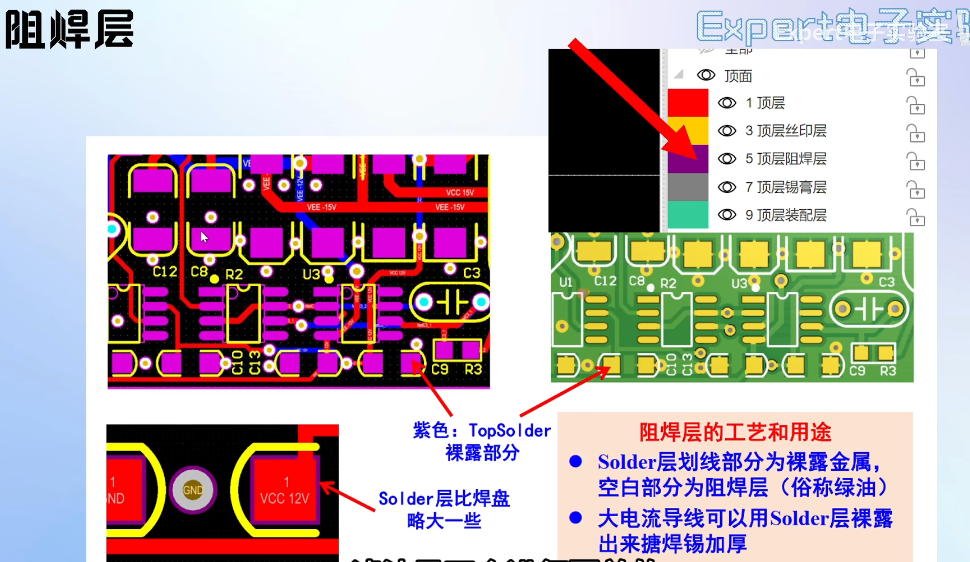 阻焊层
Expert电子实
全部
顶面
1 顶层
3 顶层丝印层
5 顶层阻焊层
7 顶层锡膏层
9 顶层装配层
VEE -15V
VCC 15V
VEE -15V
VEE -15V
VEE -12V
C12 C8 R2 U3 C3
C10 C13 C9 R3
U1 C12 C8 R2 U3 C3
C10 C13 C9 R3
紫色：TopSolder
裸露部分
1
GND
GND
1
VCC 12V
Solder层比焊盘
略大一些
阻焊层的工艺和用途
● Solder层划线部分为裸露金属，
空白部分为阻焊层（俗称绿油）
● 大电流导线可以用Solder层裸露
出来搪焊锡加厚